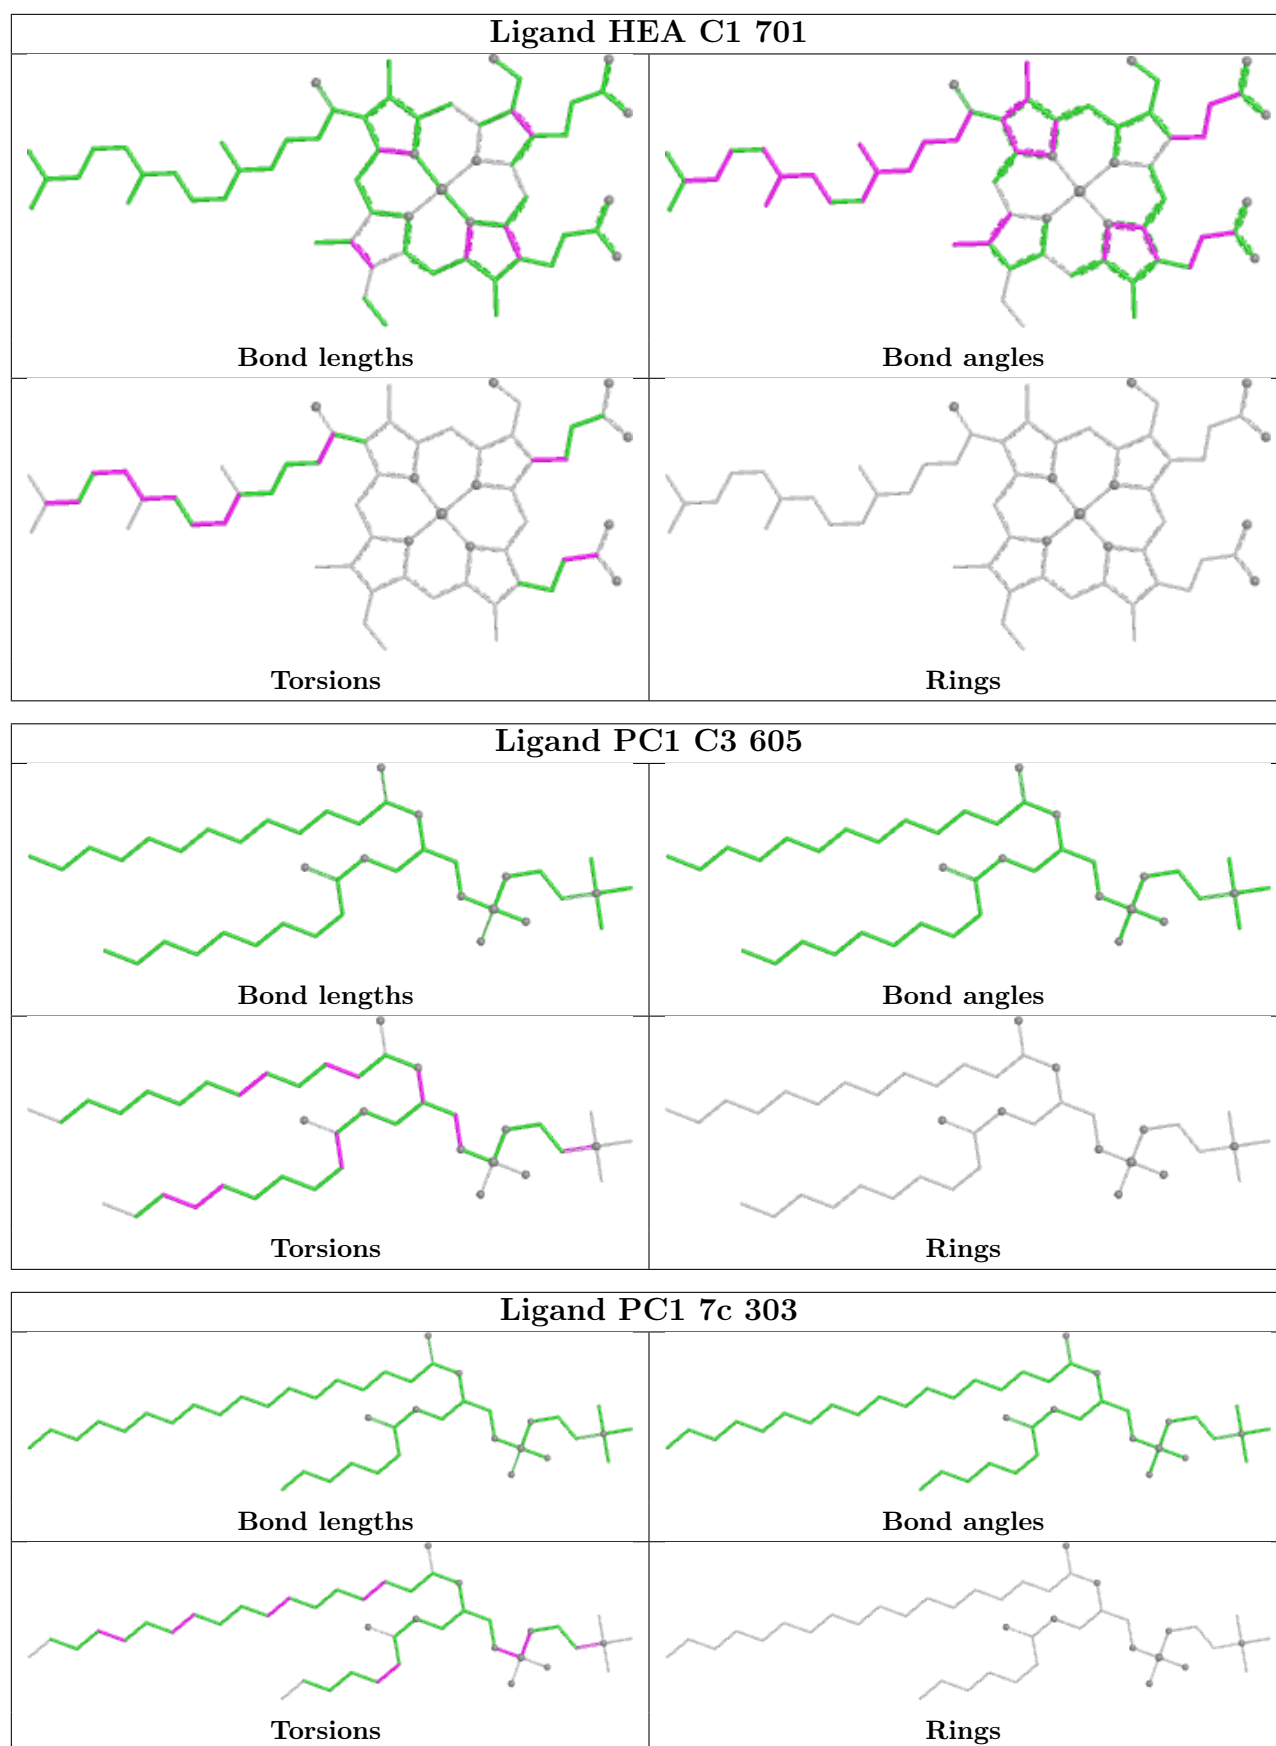 Ligand HEA C1 701
Bond lengths
Bond angles
Torsions
Rings
Ligand PC1 C3 605
Bond lengths
Bond angles
Torsions
Rings
Ligand PC1 7c 303
Bond lengths
Bond angles
Torsions
Rings